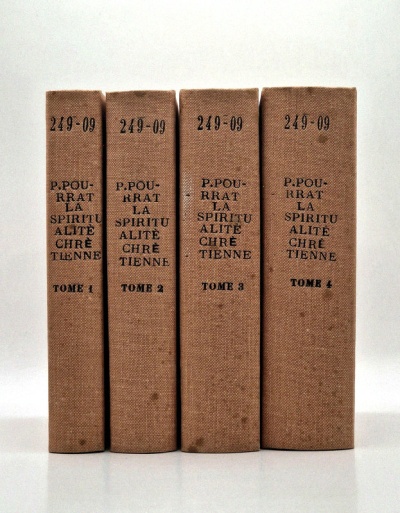 249-09
P.POU-
RRAT
LA
SPIRITU
ALITÉ
CHRÉ
TIENNE
TOME 1
249-09
P.POU-
RRAT
LA
SPIRITU
ALITÉ
CHRÉ
TIENNE
TOME 2
249-09
P.POU-
RRAT
LA
SPIRITU
ALITÉ
CHRÉ
TIENNE
TOME 3
249-09
P.POU-
RRAT
LA
SPIRITU
ALITÉ
CHRÉ
TIENNE
TOME 4